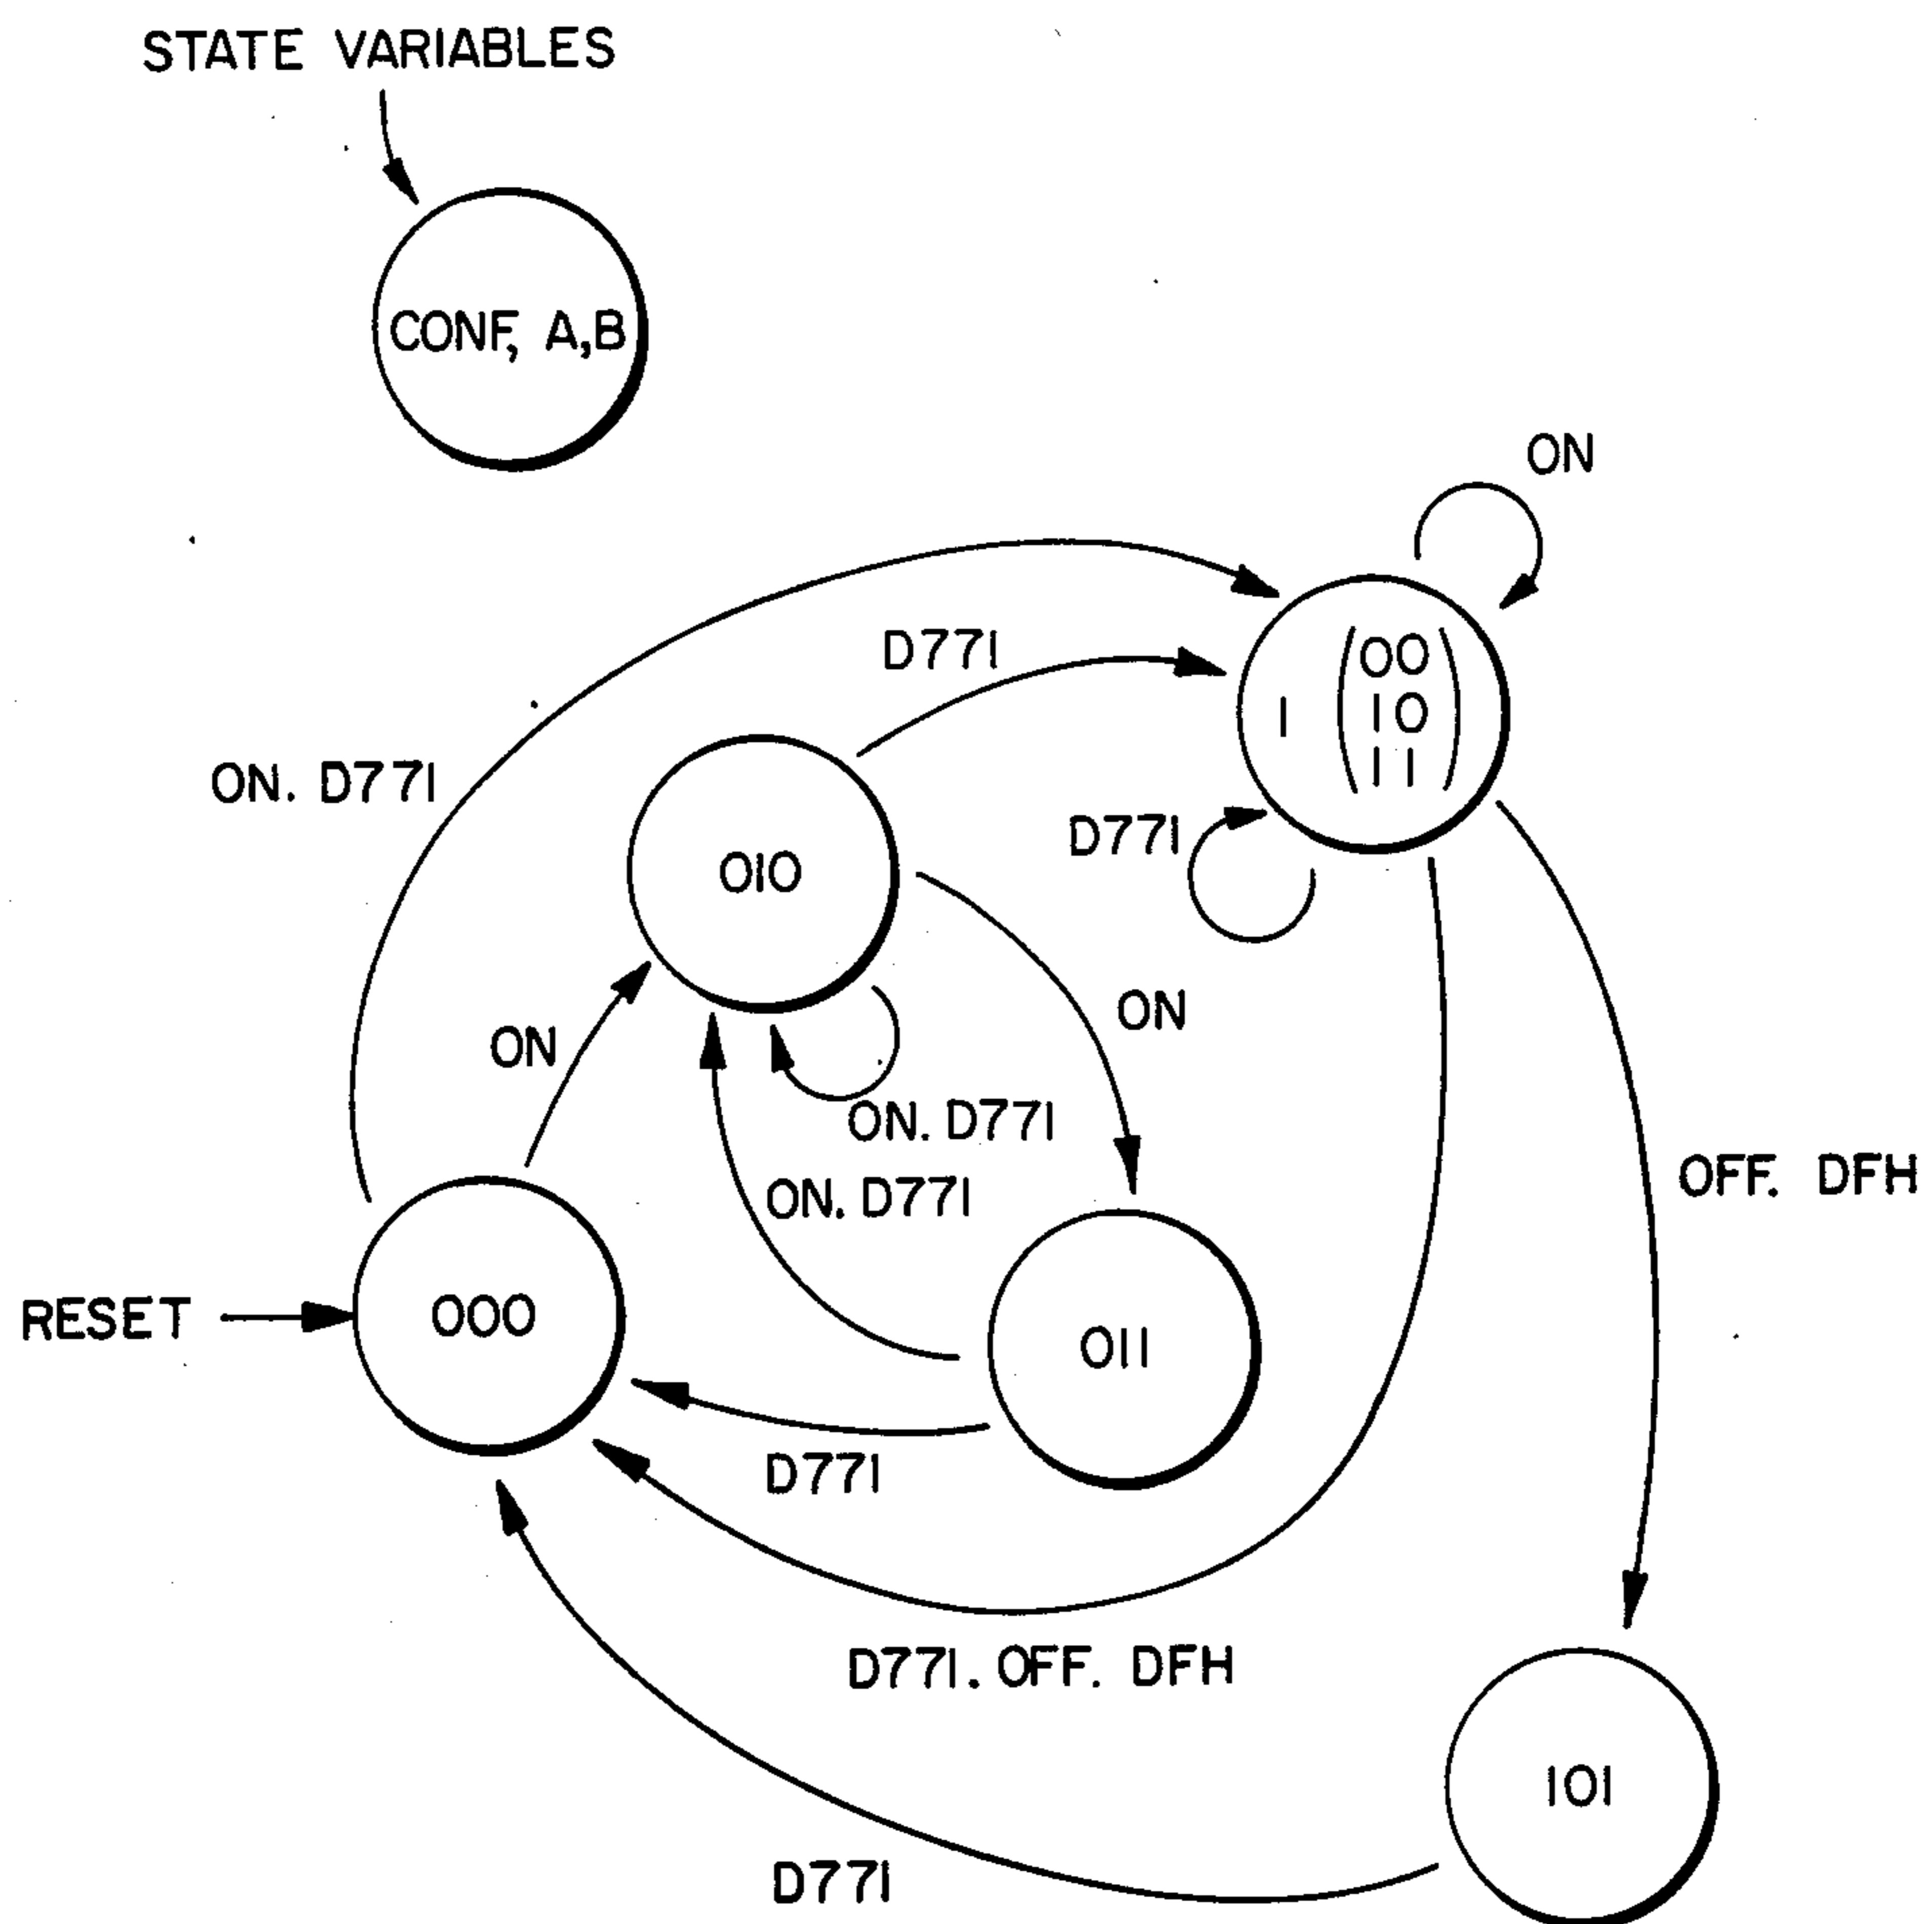 STATE VARIABLES
CONF, A,B
ON
D771
00
1 10
11
ON. D771
D771
010
ON
ON
ON. D771
ON. D771
OFF. DFH
RESET
000
011
D771
D771. OFF. DFH
101
D771